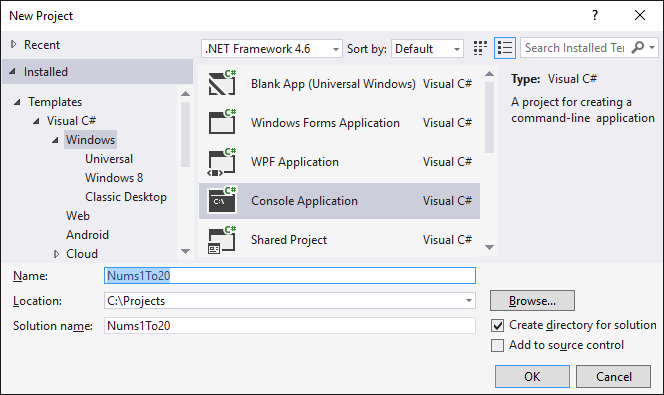 New Project
? ×
Recent
.NET Framework 4.6
Sort by:
Default
Search Installed Ter
Installed
Templates
Visual C#
Windows
Universal
Windows 8
Classic Desktop
Web
Android
Cloud
C# Blank App (Universal Windows) Visual C#
C# Windows Forms Application Visual C#
C# WPF Application Visual C#
C# C:\ Console Application Visual C#
C# Shared Project Visual C#
Type: Visual C#
A project for creating a
command-line application
Name: Nums1To20
Location: C:\Projects
Browse...
Solution name: Nums1To20
Create directory for solution
Add to source control
OK Cancel